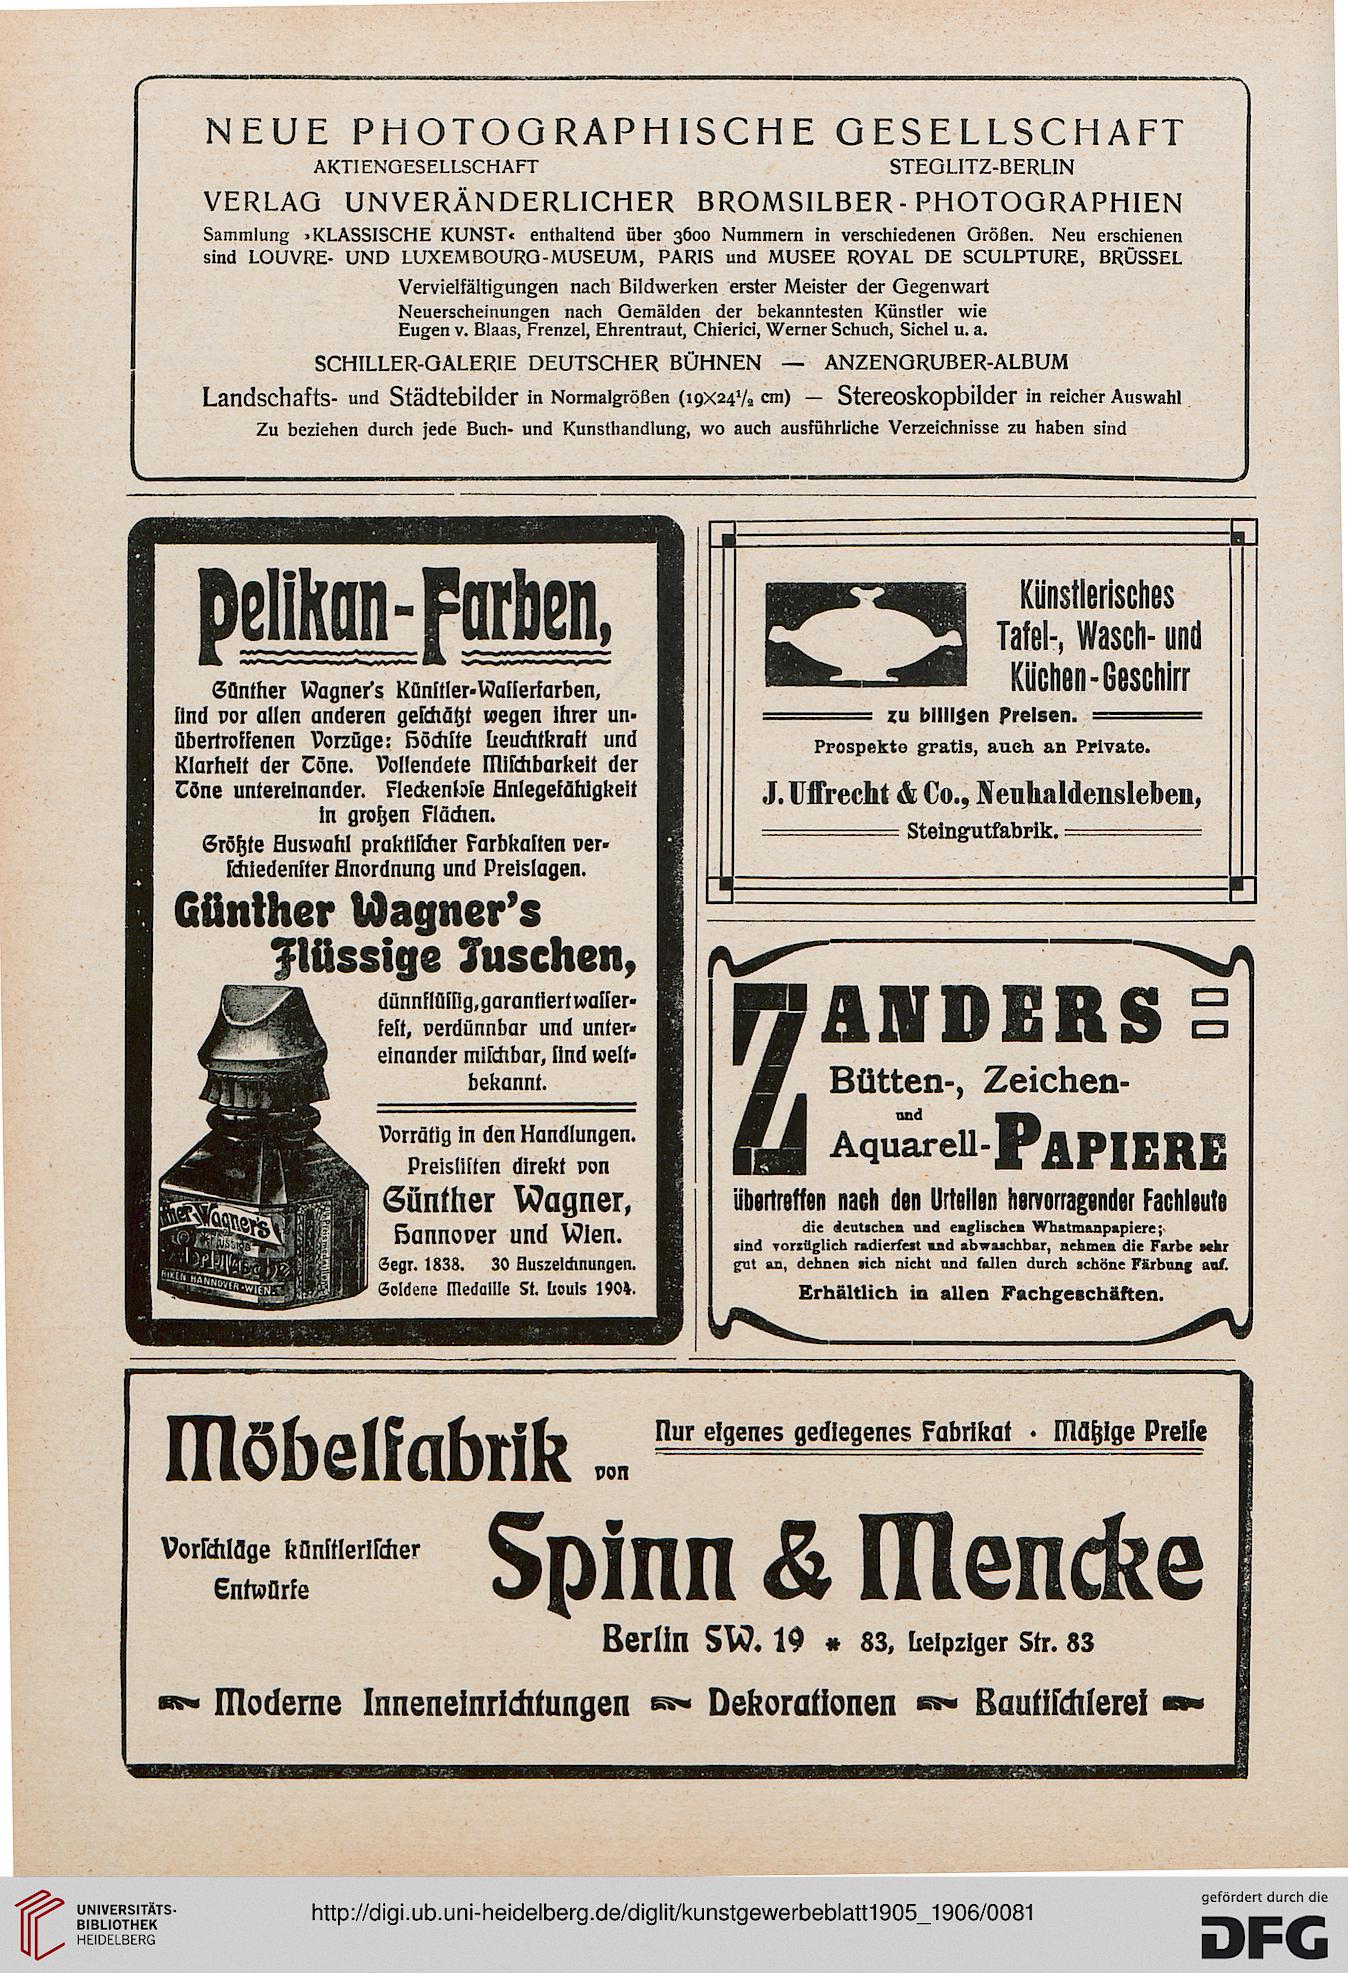 NEUE PHOTOGRAPHISCHE GESELLSCHAFT
AKTIENGESELLSCHAFT STEGLITZ-BERLIN
VERLAG UNVERÄNDERLICHER BROMSILBER-PHOTOGRAPHIEN
Sammlung ›KLASSISCHE KUNST‹ enthaltend über 3600 Nummern in verschiedenen Größen. Neu erschienen
sind LOUVRE- UND LUXEMBOURG-MUSEUM, PARIS und MUSEE ROYAL DE SCULPTURE, BRÜSSEL
Vervielfältigungen nach Bildwerken erster Meister der Gegenwart
Neuerscheinungen nach Gemälden der bekanntesten Künstler wie
Eugen v. Blaas, Frenzel, Ehrentraut, Chierici, Werner Schuch, Sichel u. a.
SCHILLER-GALERIE DEUTSCHER BÜHNEN — ANZENGRUBER-ALBUM
Landschafts- und Städtebilder in Normalgrößen (19×24½ cm) — Stereoskopbilder in reicher Auswahl
Zu beziehen durch jede Buch- und Kunsthandlung, wo auch ausführliche Verzeichnisse zu haben sind
Pelikan-Farben,
Günther Wagner's Künſtler-Waſſerfarben,
ſind vor allen anderen geſchätzt wegen ihrer un-
übertroffenen Vorzüge: Höchſte Leuchtkraft und
Klarheit der Töne. Vollendete Miſchbarkeit der
Töne untereinander. Fleckenloſe Anlegefähigkeit
in großen Flächen.
Größte Auswahl praktiſcher Farbkaſten ver-
ſchiedenſter Anordnung und Preislagen.
Günther Wagner's
Flüssige Tuschen,
dünnflüſſig, garantiert waſſer-
feſt, verdünnbar und unter-
einander miſchbar, ſind welt-
bekannt.
Vorrätig in den Handlungen.
Preisliſten direkt von
Günther Wagner,
Hannover und Wien.
Gegr. 1838. 30 Auszeichnungen.
Goldene Medaille St. Louis 1904.
Wagner's
HANNOVER-WIEN
Künstlerisches
Tafel-, Wasch- und
Küchen-Geschirr
zu billigen Preisen.
Prospekte gratis, auch an Private.
J. Uffrecht & Co., Neuhaldensleben,
Steingutfabrik.
ZANDERS
Bütten-, Zeichen-
und
Aquarell-PAPIERE
übertreffen nach den Urteilen hervorragender Fachleute
die deutschen und englischen Whatmanpapiere;
sind vorzüglich radierfest und abwaschbar, nehmen die Farbe sehr
gut an, dehnen sich nicht und fallen durch schöne Färbung auf.
Erhältlich in allen Fachgeschäften.
Möbelfabrik von
Nur eigenes gediegenes Fabrikat · Mäßige Preiſe
Vorſchläge künſtleriſcher
Entwürfe
Spinn & Mencke
Berlin SW. 19 * 83, Leipziger Str. 83
Moderne Inneneinrichtungen Dekorationen Bautiſchlerei
UNIVERSITÄTS-
BIBLIOTHEK
HEIDELBERG
http://digi.ub.uni-heidelberg.de/diglit/kunstgewerbeblatt1905_1906/0081
gefördert durch die
DFG